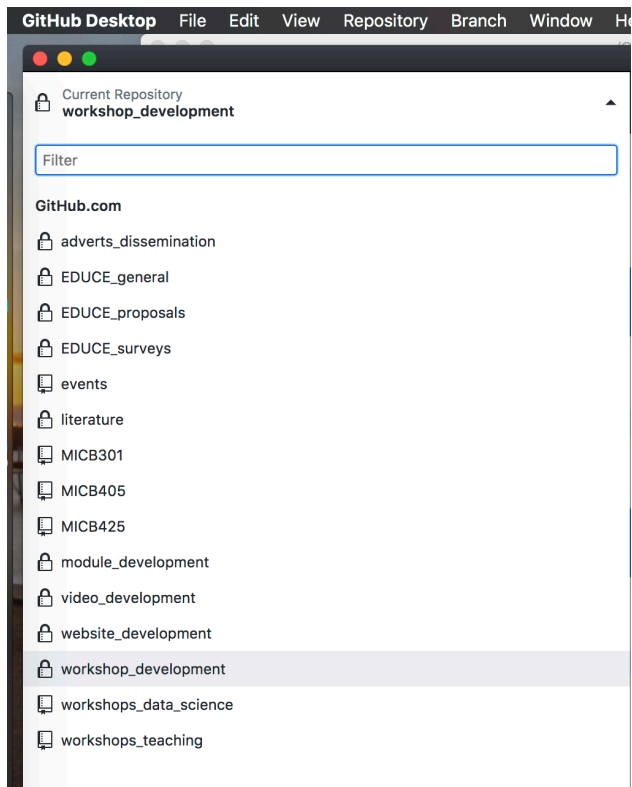 GitHub Desktop File Edit View Repository Branch Window
Current Repository
workshop_development
Filter
GitHub.com
adverts_dissemination
EDUCE_general
EDUCE_proposals
EDUCE_surveys
events
literature
MICB301
MICB405
MICB425
module_development
video_development
website_development
workshop_development
workshops_data_science
workshops_teaching